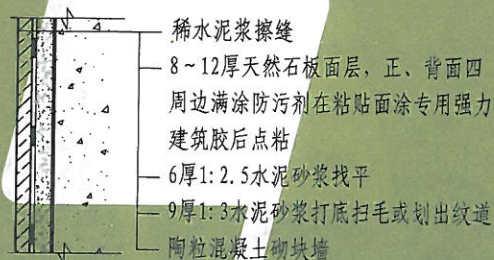 稀水泥浆擦缝
8~12厚天然石板面层,正、背面四
周边满涂防污剂在粘贴面涂专用强力
建筑胶后点粘
6厚1:2.5水泥砂浆找平
9厚1:3水泥砂浆打底扫毛或划出纹道
陶粒混凝土砌块墙